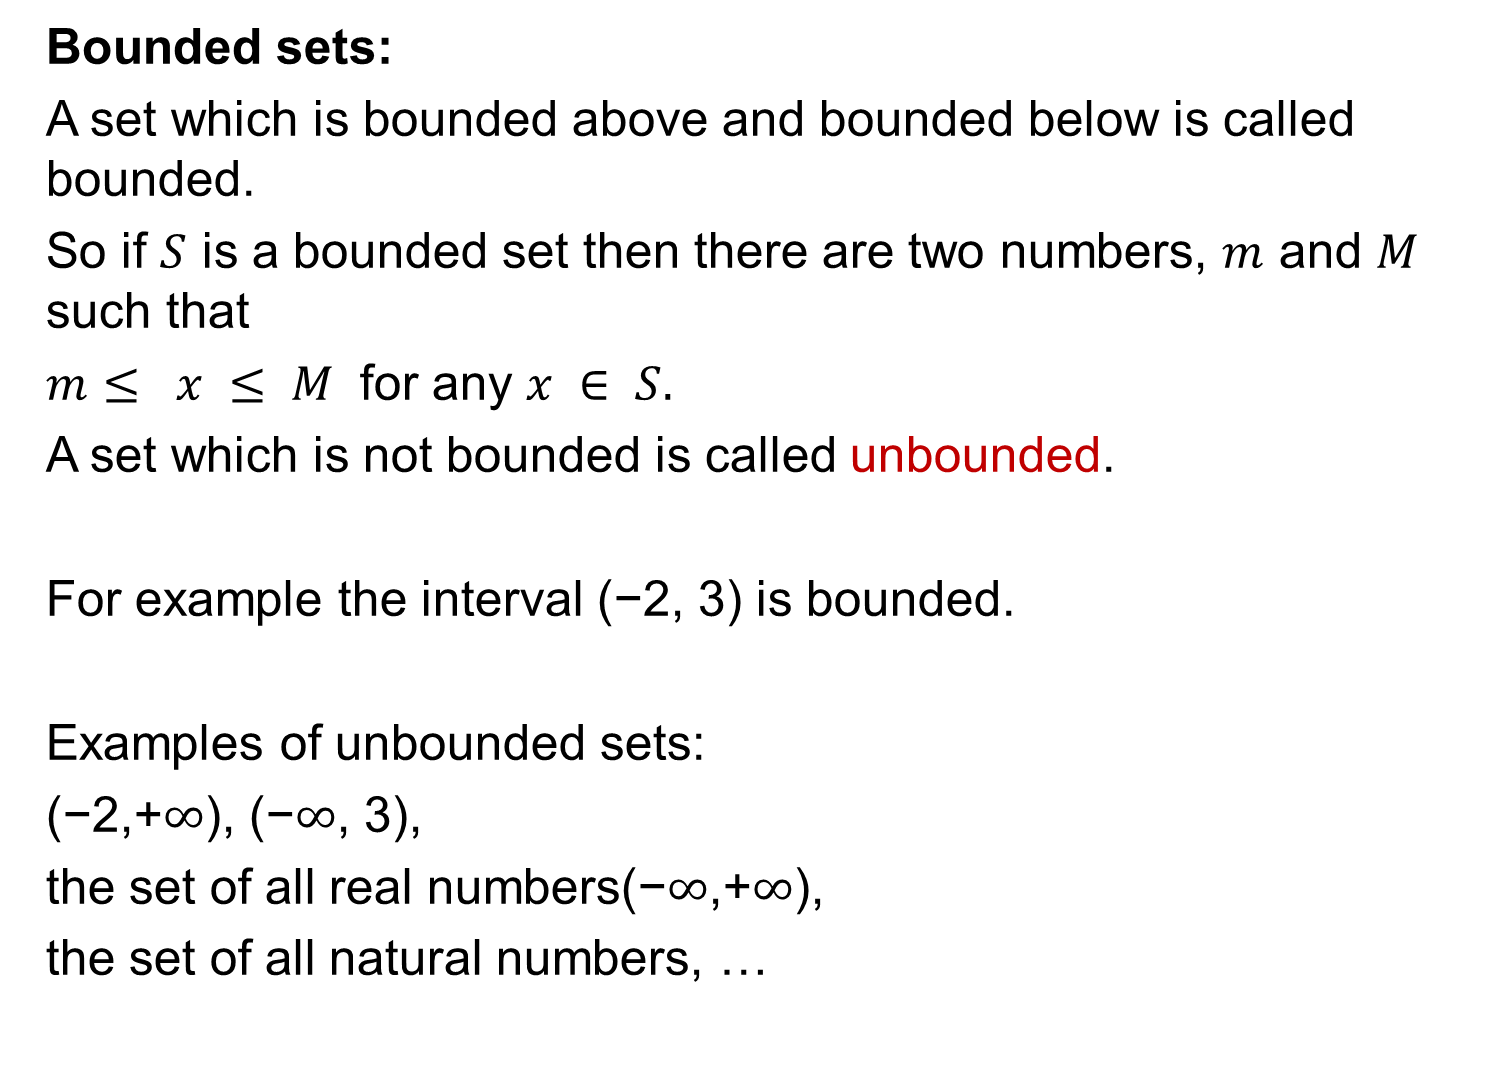 Bounded sets:
A set which is bounded above and bounded below is called
bounded.
So if 𝑆 is a bounded set then there are two numbers, 𝑚 and 𝑀
such that
𝑚 ≤ 𝑥 ≤ 𝑀 for any 𝑥 ∈ 𝑆.
A set which is not bounded is called unbounded.
For example the interval (−2, 3) is bounded.
Examples of unbounded sets:
(−2,+∞), (−∞, 3),
the set of all real numbers(−∞,+∞),
the set of all natural numbers, …